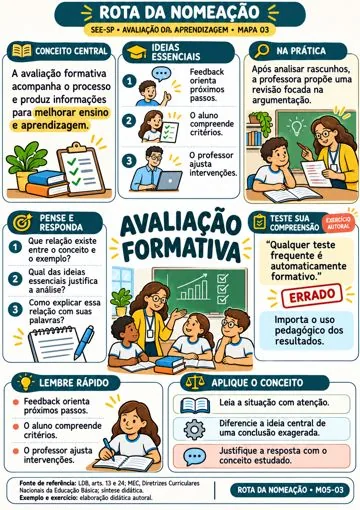 ROTA DA NOMEAÇÃO
SEE-SP • AVALIAÇÃO DA APRENDIZAGEM • MAPA 03
CONCEITO CENTRAL
A avaliação formativa
acompanha o processo
e produz informações
para melhorar ensino
e aprendizagem.
IDEIAS
ESSENCIAIS
1
Feedback
orienta
próximos
passos.
2
O aluno
compreende
critérios.
3
O professor
ajusta
intervenções.
NA PRÁTICA
Após analisar rascunhos,
a professora propõe uma
revisão focada na
argumentação.
PENSE E
RESPONDA
1
Que relação existe
entre o conceito e
o exemplo?
2
Qual das ideias
essenciais justifica
a análise?
3
Como explicar essa
relação com suas
palavras?
AVALIAÇÃO
FORMATIVA
TESTE SUA
COMPREENSÃO
EXERCÍCIO
AUTORAL
“Qualquer teste
frequente é
automaticamente
formativo.”
ERRADO
Importa o uso
pedagógico dos
resultados.
LEMBRE RÁPIDO
Feedback orienta
próximos passos.
O aluno compreende
critérios.
O professor ajusta
intervenções.
APLIQUE O CONCEITO
Leia a situação com atenção.
Diferencie a ideia central de
uma conclusão exagerada.
Justifique a resposta com o
conceito estudado.
Fonte de referência: LDB, arts. 13 e 24; MEC, Diretrizes Curriculares
Nacionais da Educação Básica; síntese didática.
Exemplo e exercício: elaboração didática autoral.
ROTA DA NOMEAÇÃO • M05-03